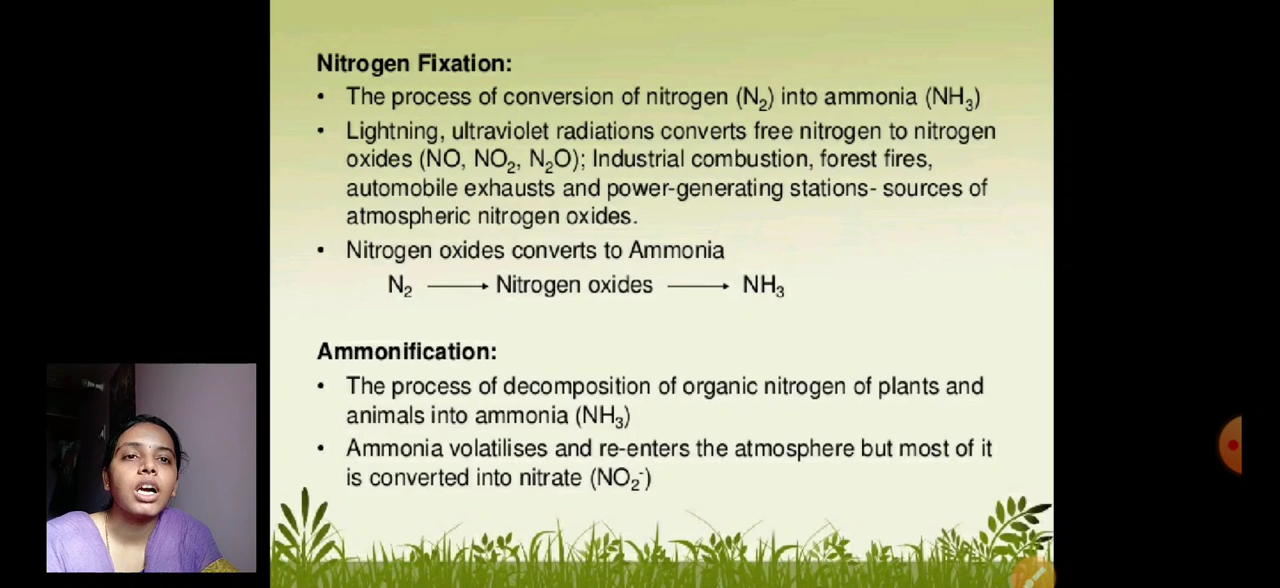 Nitrogen Fixation:
• The process of conversion of nitrogen (N₂) into ammonia (NH₃)
• Lightning, ultraviolet radiations converts free nitrogen to nitrogen
oxides (NO, NO₂, N₂O); Industrial combustion, forest fires,
automobile exhausts and power-generating stations- sources of
atmospheric nitrogen oxides.
• Nitrogen oxides converts to Ammonia
N₂ → Nitrogen oxides → NH₃
Ammonification:
• The process of decomposition of organic nitrogen of plants and
animals into ammonia (NH₃)
• Ammonia volatilises and re-enters the atmosphere but most of it
is converted into nitrate (NO₂⁻)